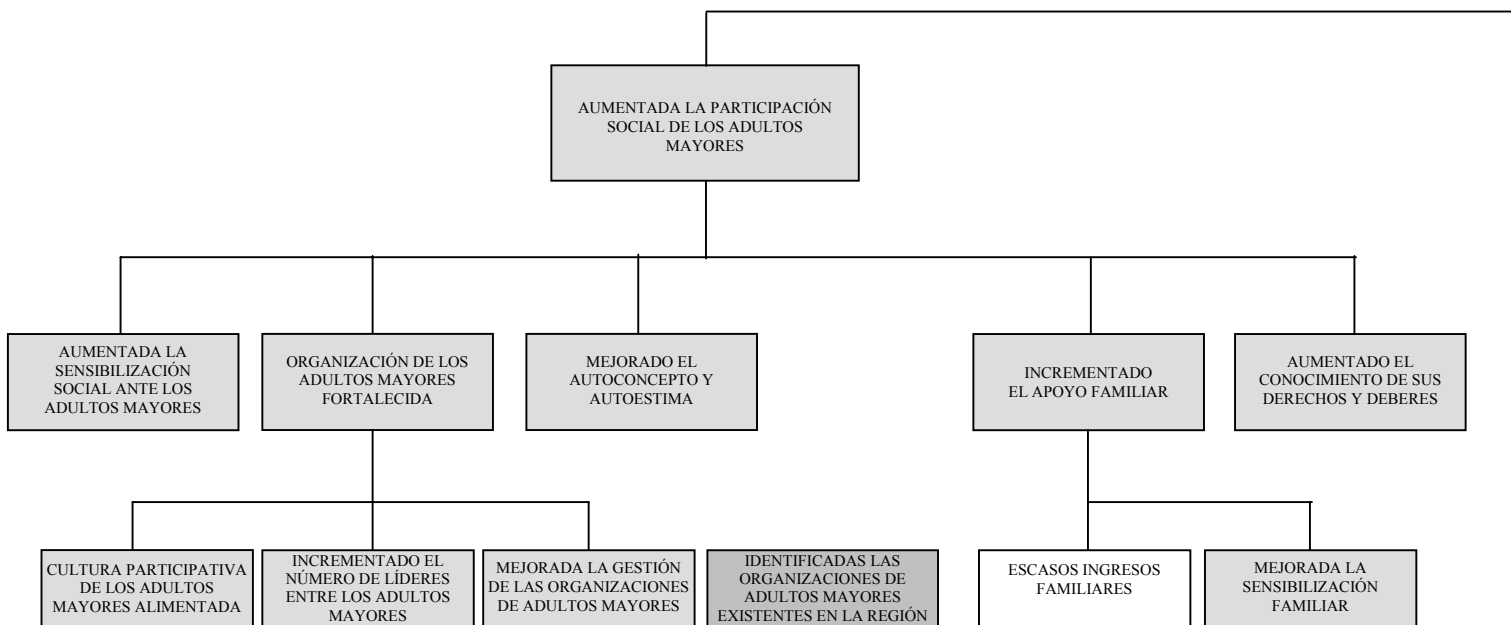 AUMENTADA LA PARTICIPACIÓN
SOCIAL DE LOS ADULTOS
MAYORES
AUMENTADA LA
SENSIBILIZACIÓN
SOCIAL ANTE LOS
ADULTOS MAYORES
ORGANIZACIÓN DE LOS
ADULTOS MAYORES
FORTALECIDA
MEJORADO EL
AUTOCONCEPTO Y
AUTOESTIMA
INCREMENTADO
EL APOYO FAMILIAR
AUMENTADO EL
CONOCIMIENTO DE SUS
DERECHOS Y DEBERES
CULTURA PARTICIPATIVA
DE LOS ADULTOS
MAYORES ALIMENTADA
INCREMENTADO EL
NÚMERO DE LÍDERES
ENTRE LOS ADULTOS
MAYORES
MEJORADA LA GESTIÓN
DE LAS ORGANIZACIONES
DE ADULTOS MAYORES
IDENTIFICADAS LAS
ORGANIZACIONES DE
ADULTOS MAYORES
EXISTENTES EN LA REGIÓN
ESCASOS INGRESOS
FAMILIARES
MEJORADA LA
SENSIBILIZACIÓN
FAMILIAR